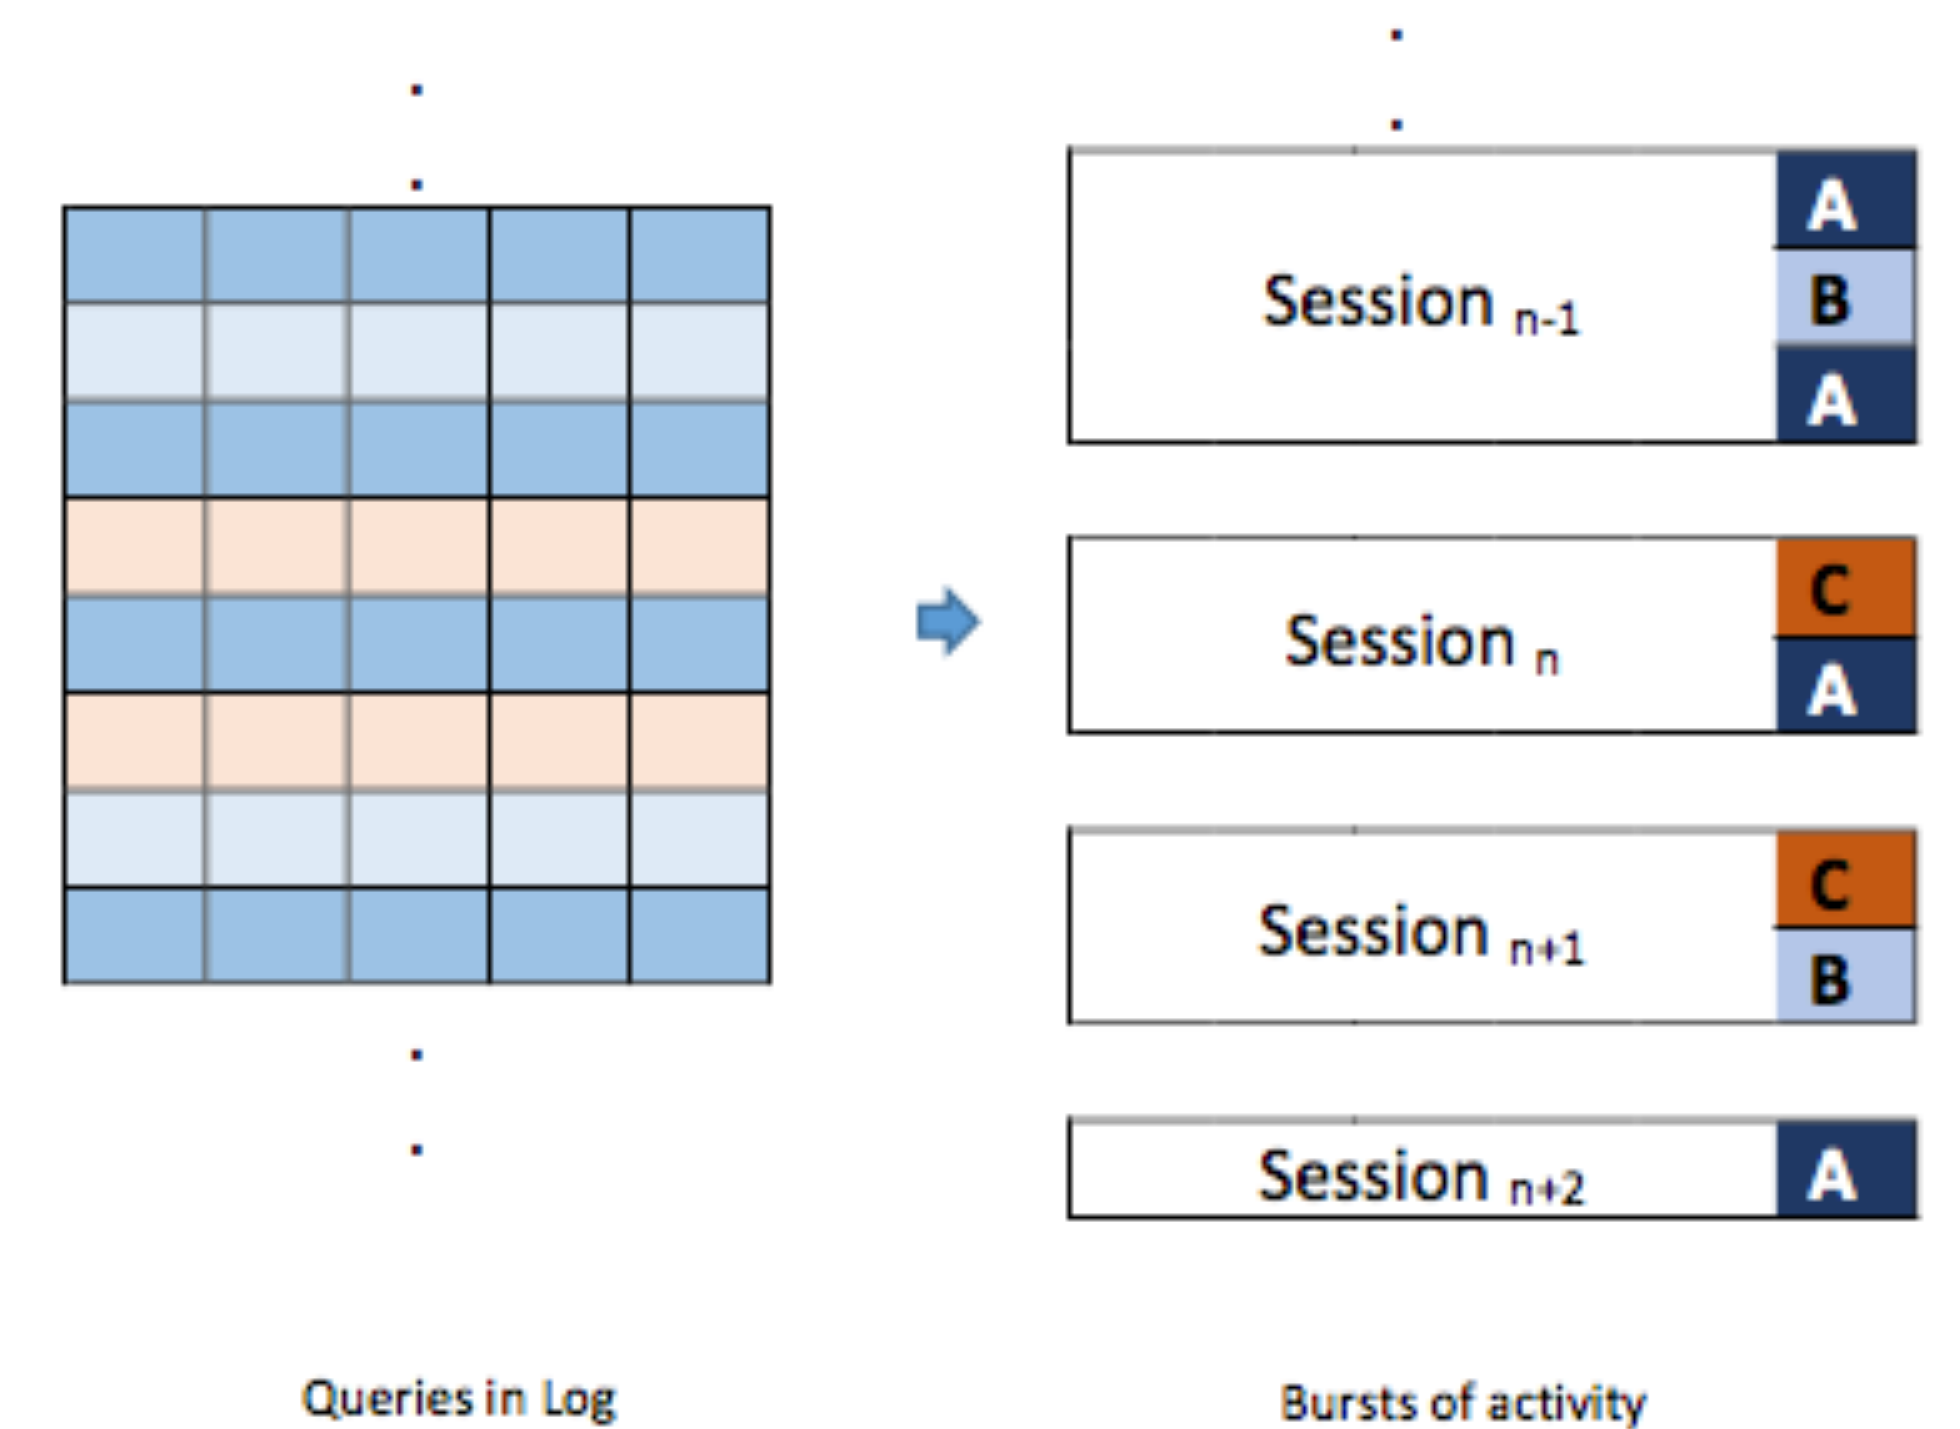 A
Session n-1
B
A
C
Session n
A
C
Session n+1
B
Session n+2 A
Queries in Log
Bursts of activity